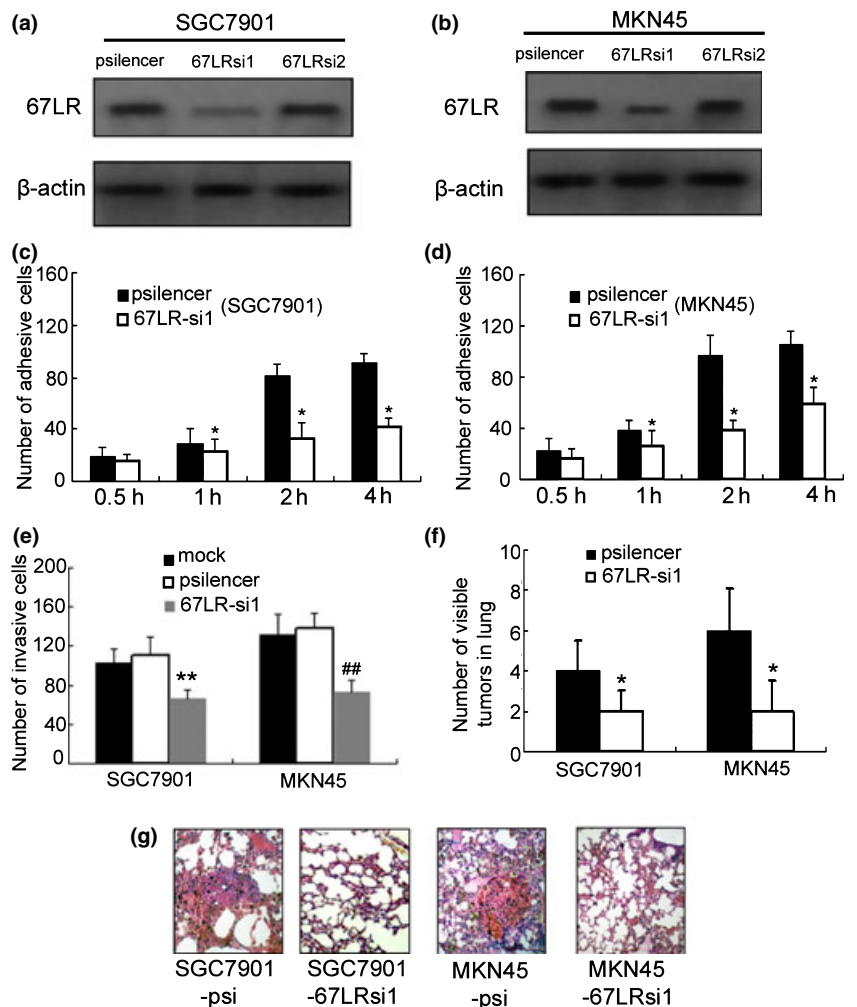 (a)
SGC7901
psilencer 67LRsi1 67LRsi2
67LR
β-actin
(b)
MKN45
psilencer 67LRsi1 67LRsi2
67LR
β-actin
(c)
Number of adhesive cells
160
120
80
40
0
psilencer
67LR-si1
(SGC7901)
*
*
*
0.5 h 1 h 2 h 4 h
(d)
Number of adhesive cells
160
120
80
40
0
psilencer
67LR-si1
(MKN45)
*
*
*
0.5 h 1 h 2 h 4 h
(e)
Number of invasive cells
200
160
120
80
40
0
mock
psilencer
67LR-si1
**
##
SGC7901 MKN45
(f)
Number of visible
tumors in lung
10
8
6
4
2
0
psilencer
67LR-si1
*
*
SGC7901 MKN45
(g)
SGC7901
-psi
SGC7901
-67LRsi1
MKN45
-psi
MKN45
-67LRsi1